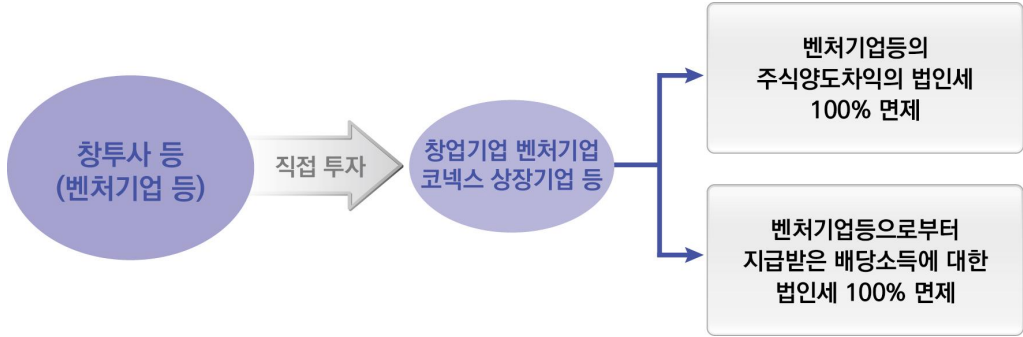 창투사 등
(벤처기업 등)
직접 투자
창업기업 벤처기업
코넥스 상장기업 등
벤처기업등의
주식양도차익의 법인세
100% 면제
벤처기업등으로부터
지급받은 배당소득에 대한
법인세 100% 면제